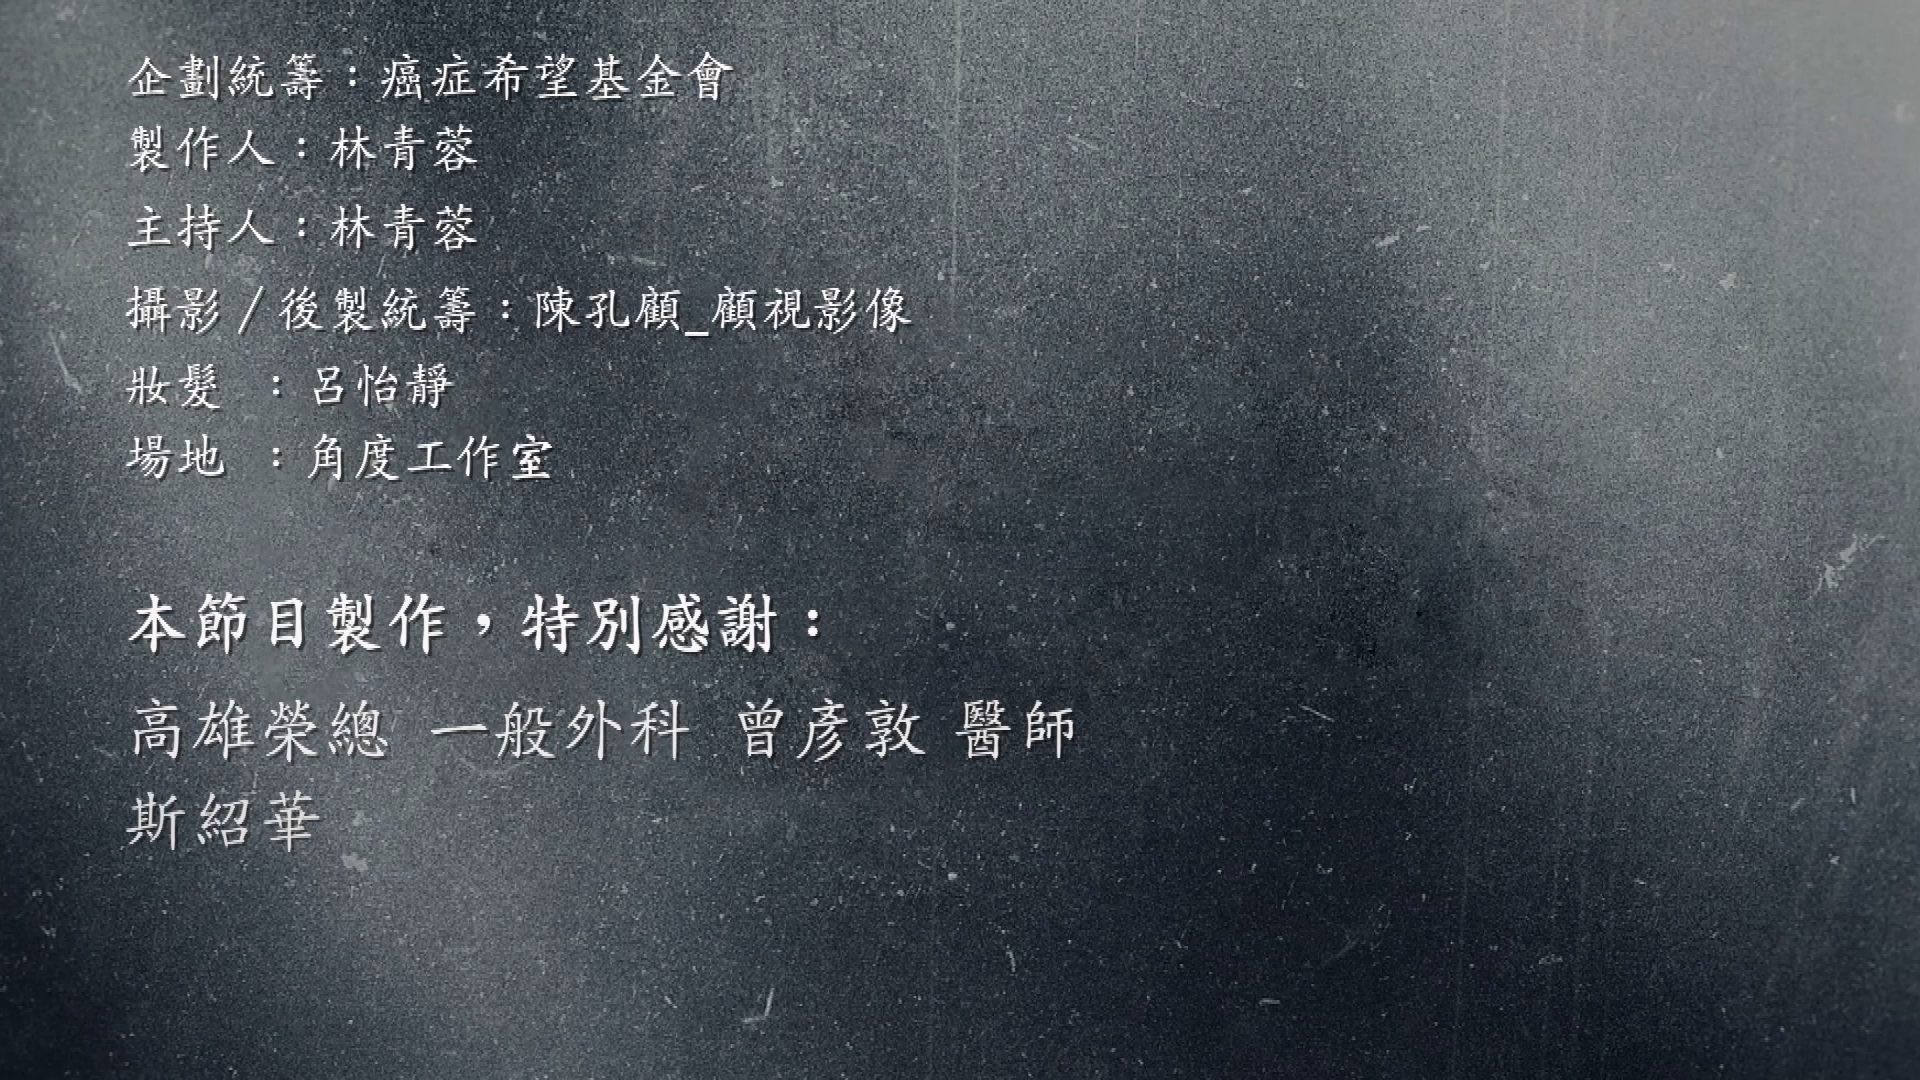 企劃統籌：癌症希望基金會
製作人：林青蓉
主持人：林青蓉
攝影／後製統籌：陳孔顧_顧視影像
妝髮 ：呂怡靜
場地 ：角度工作室
本節目製作，特別感謝：
高雄榮總 一般外科 曾彥敦 醫師
斯紹華